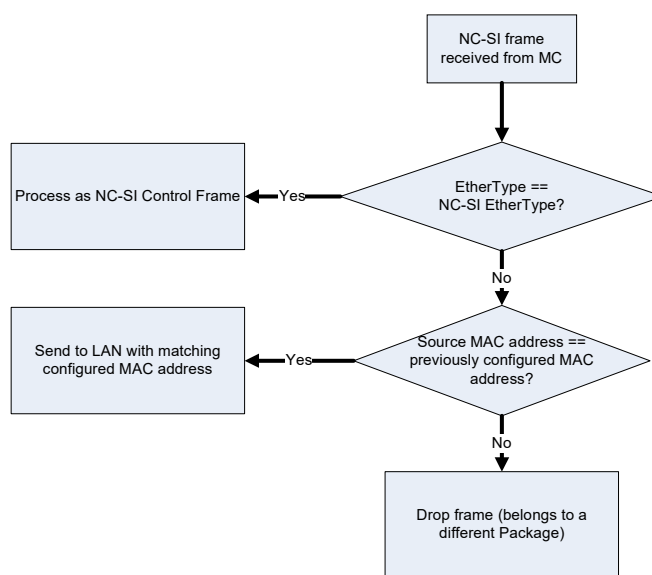 NC-SI frame
received from MC
EtherType ==
NC-SI EtherType?
Yes
Process as NC-SI Control Frame
No
Source MAC address ==
previously configured MAC
address?
Yes
Send to LAN with matching
configured MAC address
No
Drop frame (belongs to a
different Package)